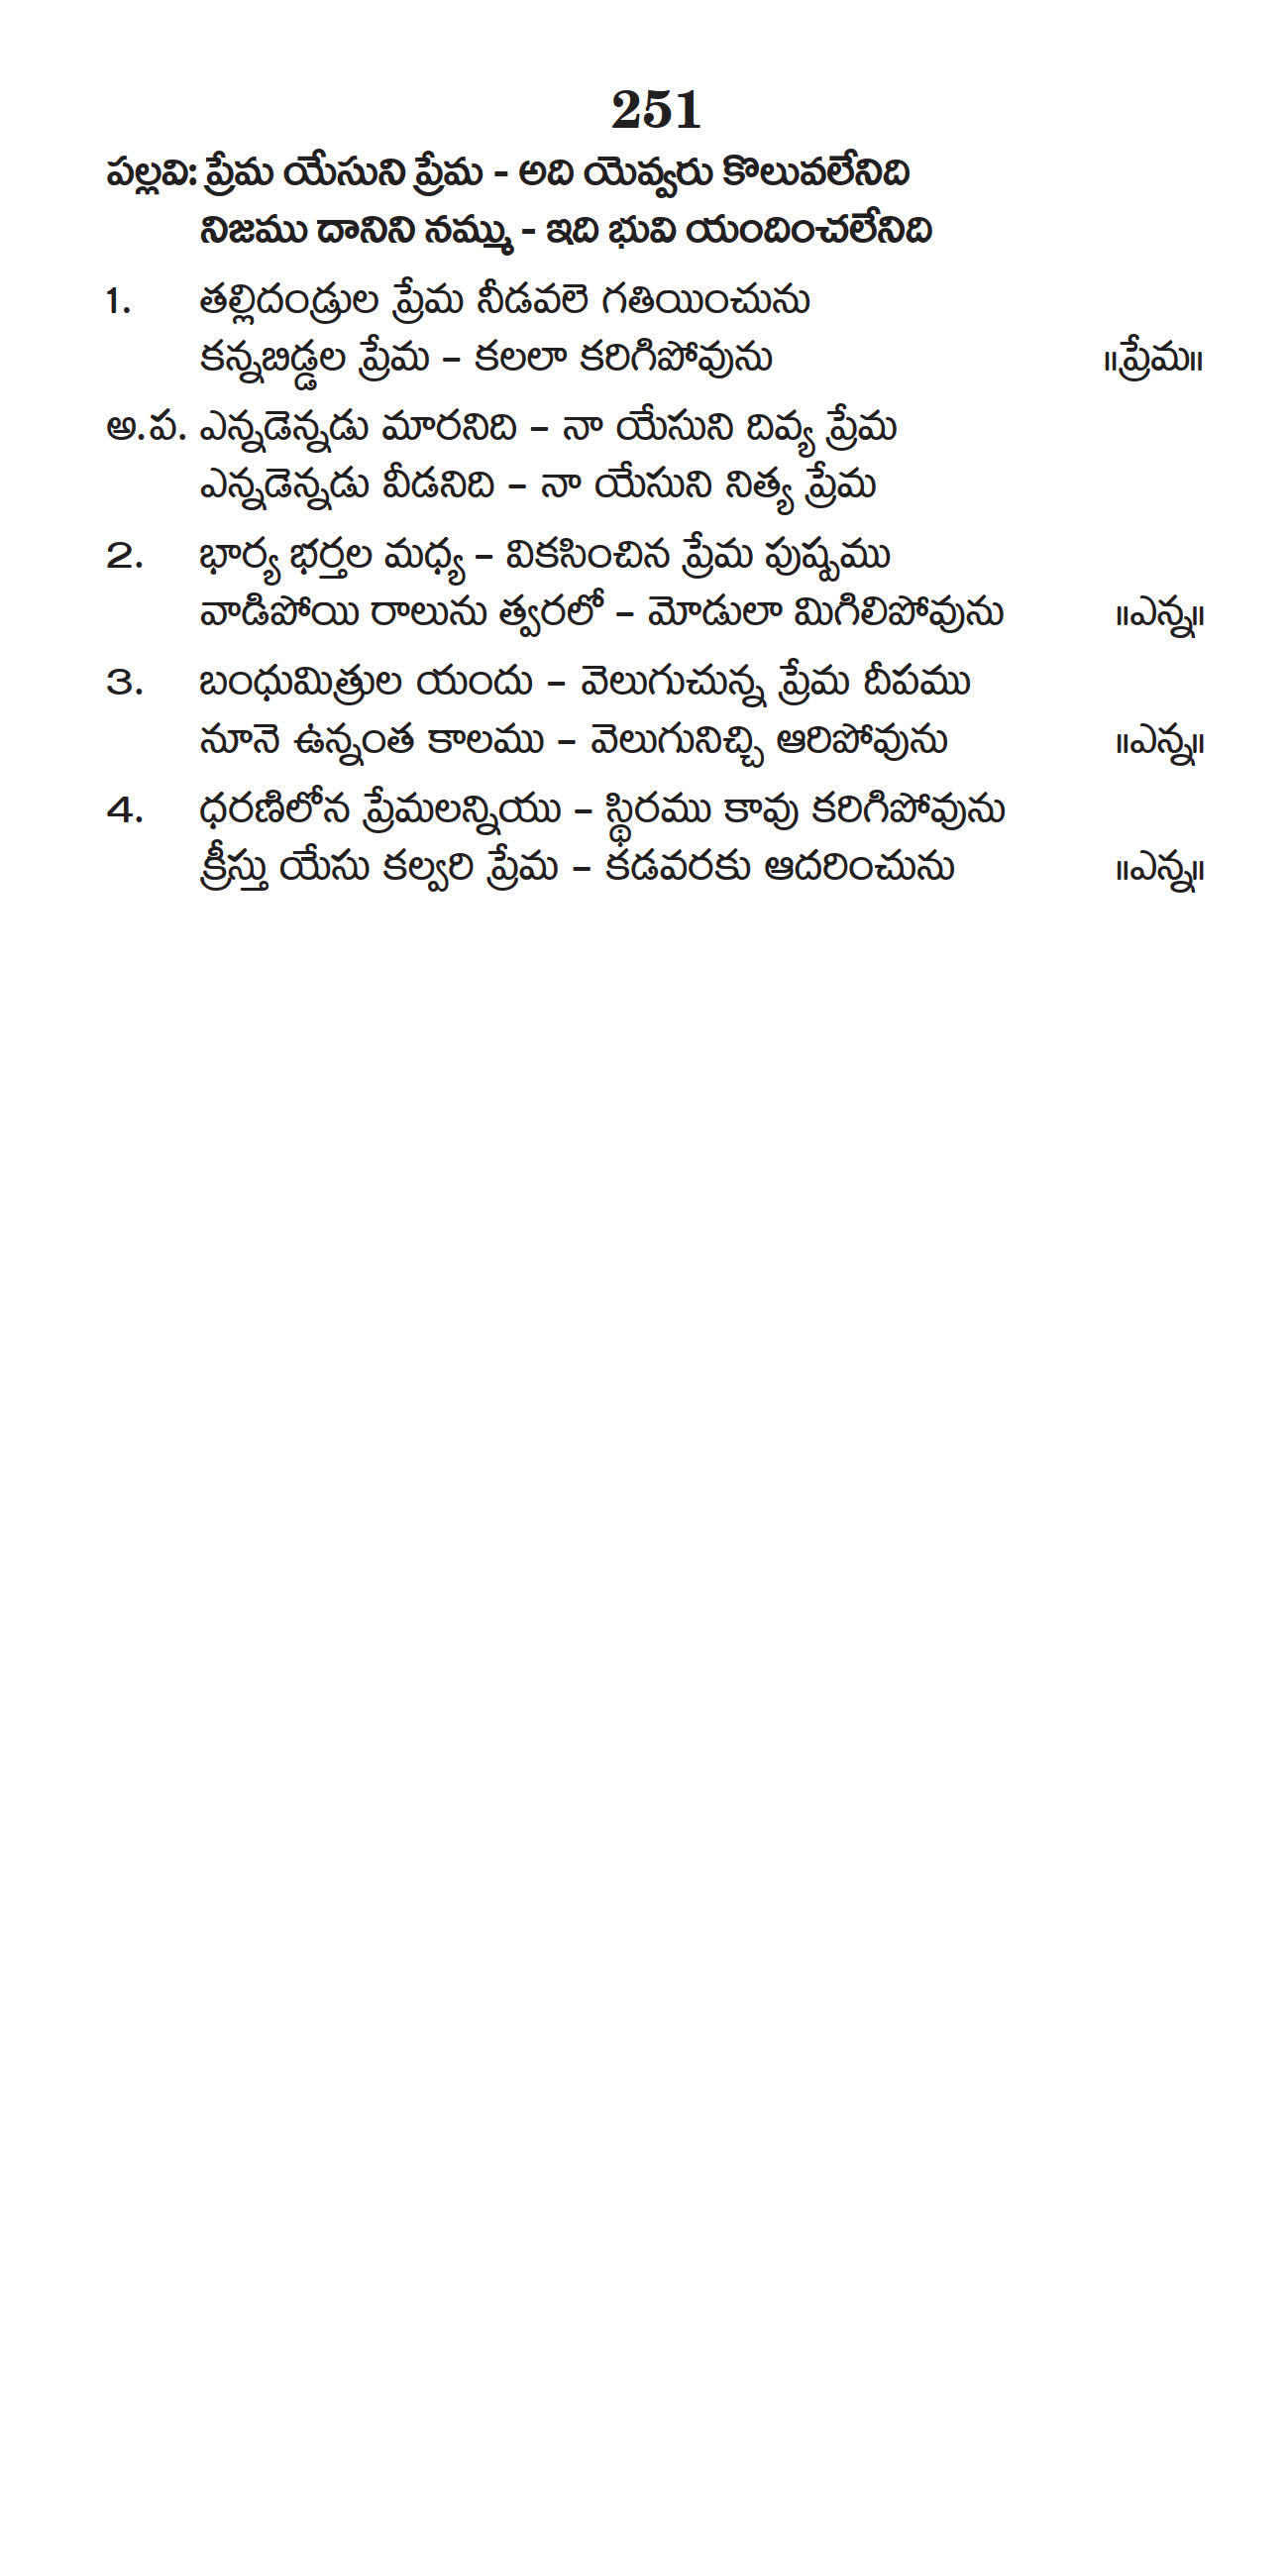 251
పల్లవి: ప్రేమ యేసుని ప్రేమ - అది యెవ్వరు కొలువలేనిది
నిజము దానిని నమ్ము - ఇది భువి యందించలేనిది
1. తల్లిదండ్రుల ప్రేమ నీడవలె గతియించును
కన్నబిడ్డల ప్రేమ – కలలా కరిగిపోవును ॥ప్రేమ॥
అ.ప. ఎన్నడెన్నడు మారనిది – నా యేసుని దివ్య ప్రేమ
ఎన్నడెన్నడు వీడనిది – నా యేసుని నిత్య ప్రేమ
2. భార్య భర్తల మధ్య – వికసించిన ప్రేమ పుష్పము
వాడిపోయి రాలును త్వరలో – మోడులా మిగిలిపోవును ॥ఎన్న॥
3. బంధుమిత్రుల యందు – వెలుగుచున్న ప్రేమ దీపము
నూనె ఉన్నంత కాలము – వెలుగునిచ్చి ఆరిపోవును ॥ఎన్న॥
4. ధరణిలోన ప్రేమలన్నియు – స్థిరము కావు కరిగిపోవును
క్రీస్తు యేసు కల్వరి ప్రేమ – కడవరకు ఆదరించును ॥ఎన్న॥